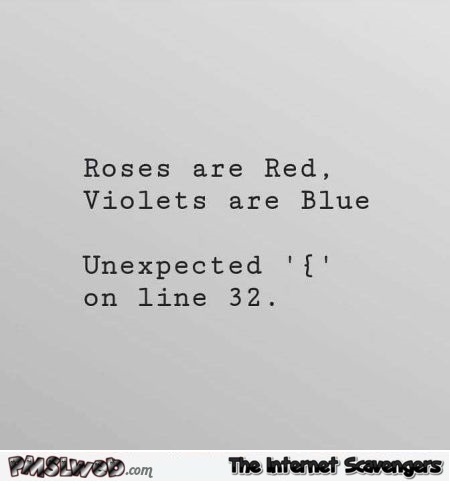 Roses are Red,
Violets are Blue
Unexpected '{'
on line 32.
PMSLWeb.com
The Internet Scavengers